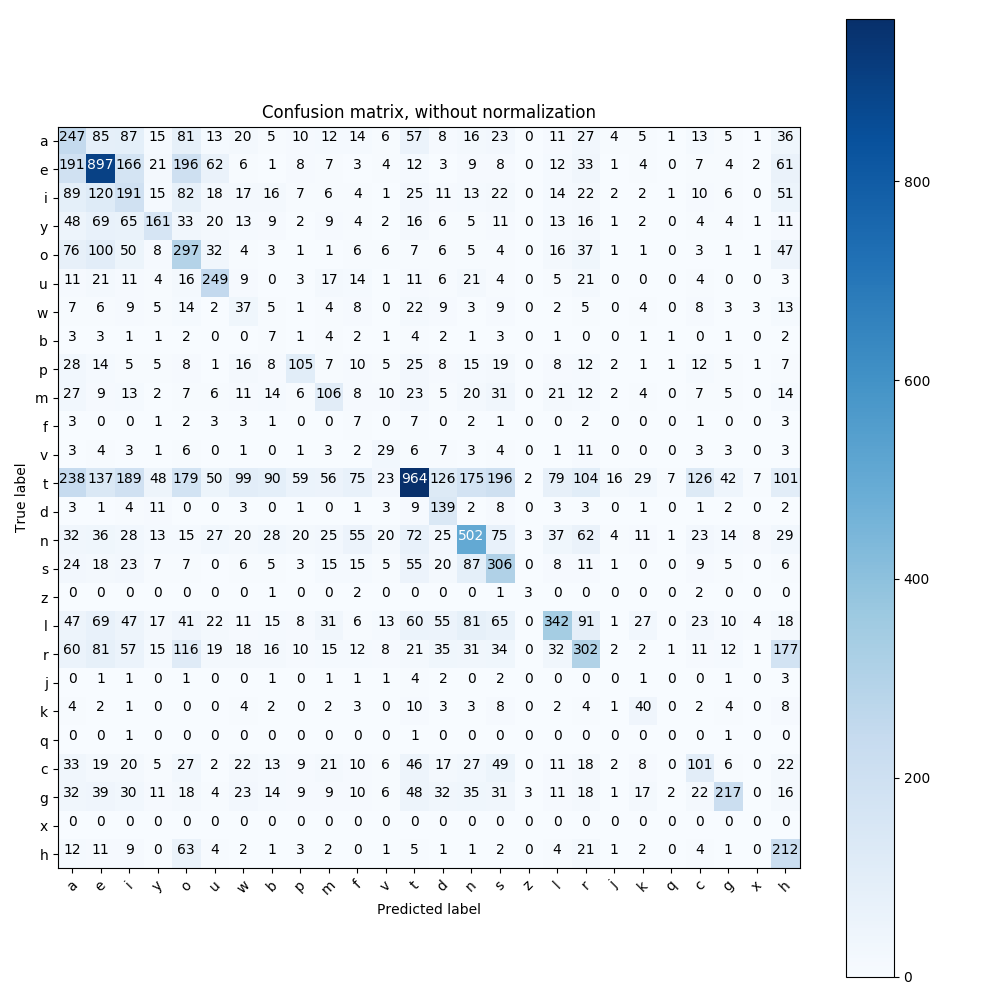 Confusion matrix, without normalization
a 247 85 87 15 81 13 20 5 10 12 14 6 57 8 16 23 0 11 27 4 5 1 13 5 1 36
e 191 897 166 21 196 62 6 1 8 7 3 4 12 3 9 8 0 12 33 1 4 0 7 4 2 61
i 89 120 191 15 82 18 17 16 7 6 4 1 25 11 13 22 0 14 22 2 2 1 10 6 0 51
y 48 69 65 161 33 20 13 9 2 9 4 2 16 6 5 11 0 13 16 1 2 0 4 4 1 11
o 76 100 50 8 297 32 4 3 1 1 6 6 7 6 5 4 0 16 37 1 1 0 3 1 1 47
u 11 21 11 4 16 249 9 0 3 17 14 1 11 6 21 4 0 5 21 0 0 0 4 0 0 3
w 7 6 9 5 14 2 37 5 1 4 8 0 22 9 3 9 0 2 5 0 4 0 8 3 3 13
b 3 3 1 1 2 0 0 7 1 4 2 1 4 2 1 3 0 1 0 0 1 0 1 0 0 2
p 28 14 5 5 8 1 16 8 105 7 10 5 25 8 15 19 0 8 12 2 1 1 12 5 1 7
m 27 9 13 2 7 6 11 14 6 106 8 10 23 5 20 31 0 21 12 2 4 0 7 5 0 14
f 3 0 0 1 2 3 3 1 0 0 7 0 7 0 2 1 0 0 2 0 0 0 1 0 0 3
v 3 4 3 1 6 0 0 1 1 3 2 29 6 7 3 4 0 1 11 0 0 0 3 3 0 3
t 238 137 189 48 179 50 99 90 59 56 75 23 964 126 175 196 2 79 104 16 29 7 126 42 7 101
d 3 1 4 11 0 0 3 0 1 0 1 3 9 139 2 8 0 3 3 0 1 0 1 2 0 2
n 32 36 28 13 15 27 20 28 20 25 55 20 72 25 502 75 3 37 62 4 11 1 23 14 8 29
s 24 18 23 7 7 0 6 5 3 15 15 5 55 20 87 306 0 8 11 1 0 0 9 5 0 6
z 0 0 0 0 0 0 0 1 0 0 2 0 0 0 0 1 3 0 0 0 0 0 2 0 0 0
l 47 69 47 17 41 22 11 15 8 31 6 13 60 55 81 65 0 342 91 1 27 0 23 10 4 18
r 60 81 57 15 116 19 18 16 10 15 12 8 21 35 31 34 0 32 302 2 2 1 11 12 1 177
j 0 1 1 0 1 0 0 1 0 1 1 1 4 2 0 2 0 0 0 0 1 0 0 1 0 3
k 4 2 1 0 0 0 4 2 0 2 3 0 10 3 3 8 0 2 4 1 40 0 2 4 0 8
q 0 0 1 0 0 0 0 0 0 0 0 0 1 0 0 0 0 0 0 0 0 0 0 1 0 0
c 33 19 20 5 27 2 22 13 9 21 10 6 46 17 27 49 0 11 18 2 8 0 101 6 0 22
g 32 39 30 11 18 4 23 14 9 9 10 6 48 32 35 31 3 11 18 1 17 2 22 217 0 16
x 0 0 0 0 0 0 0 0 0 0 0 0 0 0 0 0 0 0 0 0 0 0 0 0 0 0
h 12 11 9 0 63 4 2 1 3 2 0 1 5 1 1 2 0 4 21 1 2 0 4 1 0 212
a e i y o u w b p m f v t d n s z l r j k q c g x h
Predicted label
True label
800
600
400
200
0